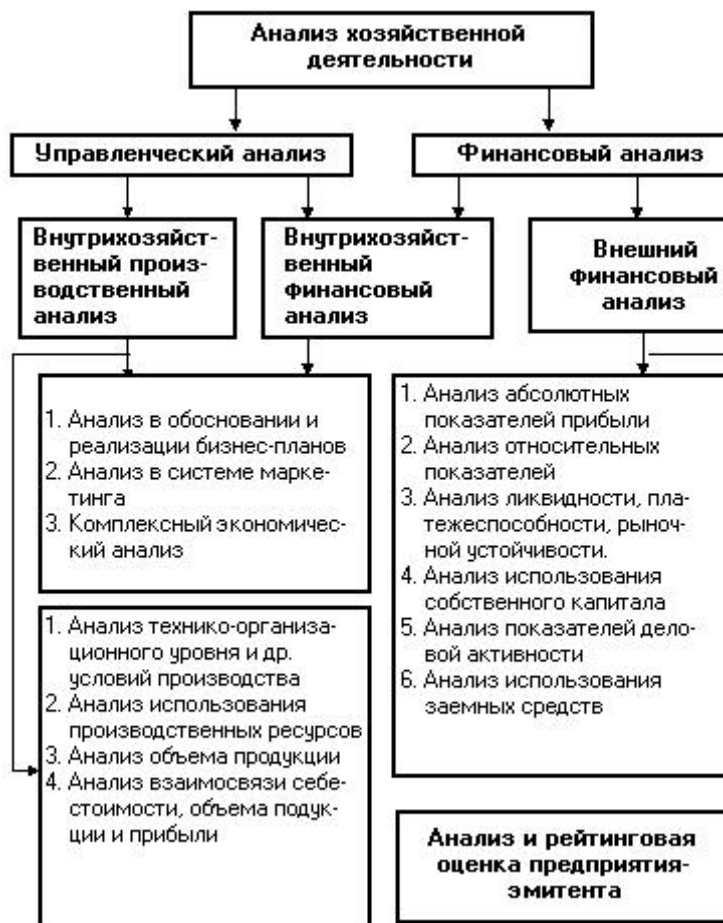 Анализ хозяйственной
деятельности
Управленческий анализ
Финансовый анализ
Внутрихозяйст-
венный произ-
водственный
анализ
Внутрихозяйст-
венный
финансовый
анализ
Внешний
финансовый
анализ
1. Анализ в обосновании и
реализации бизнес-планов
2. Анализ в системе марке-
тинга
3. Комплексный экономичес-
кий анализ
1. Анализ технико-организа-
ционного уровня и др.
условий производства
2. Анализ использования
производственных ресурсов
3. Анализ объема продукции
4. Анализ взаимосвязи себе-
стоимости, объема подук-
ции и прибыли
1. Анализ абсолютных
показателей прибыли
2. Анализ относительных
показателей
3. Анализ ликвидности, пла-
тежеспособности, рыноч-
ной устойчивости.
4. Анализ использования
собственного капитала
5. Анализ показателей дело-
вой активности
6. Анализ использования
заемных средств
Анализ и рейтинговая
оценка предприятия-
эмитента